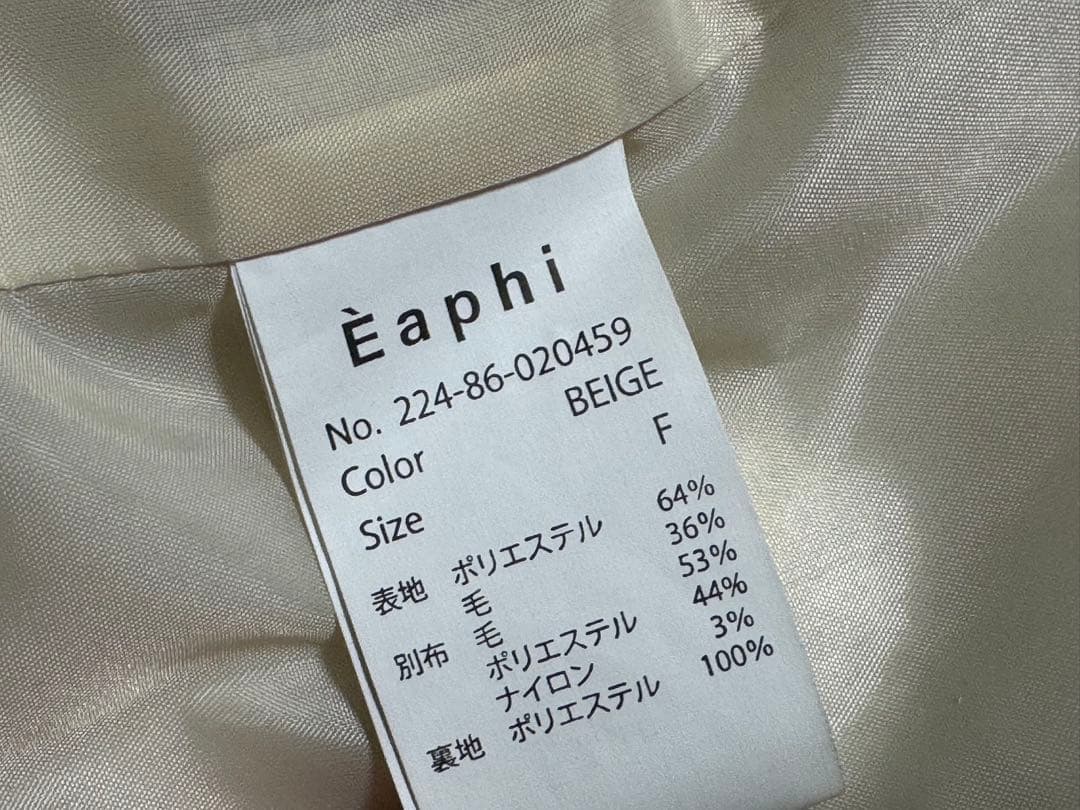 Èaphi
No. 224-86-020459
Color BEIGE
Size F
表地 ポリエステル 64%
毛 36%
別布 毛 53%
ポリエステル 44%
ナイロン 3%
裏地 ポリエステル 100%